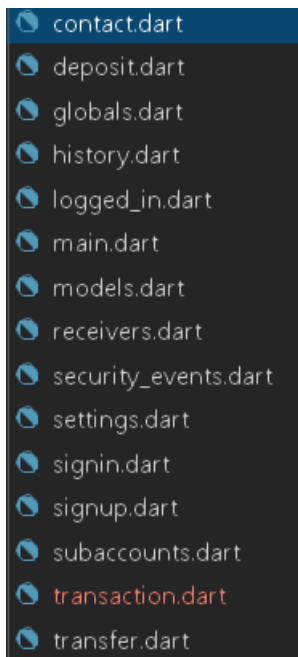 contact.dart
deposit.dart
globals.dart
history.dart
logged_in.dart
main.dart
models.dart
receivers.dart
security_events.dart
settings.dart
signin.dart
signup.dart
subaccounts.dart
transaction.dart
transfer.dart